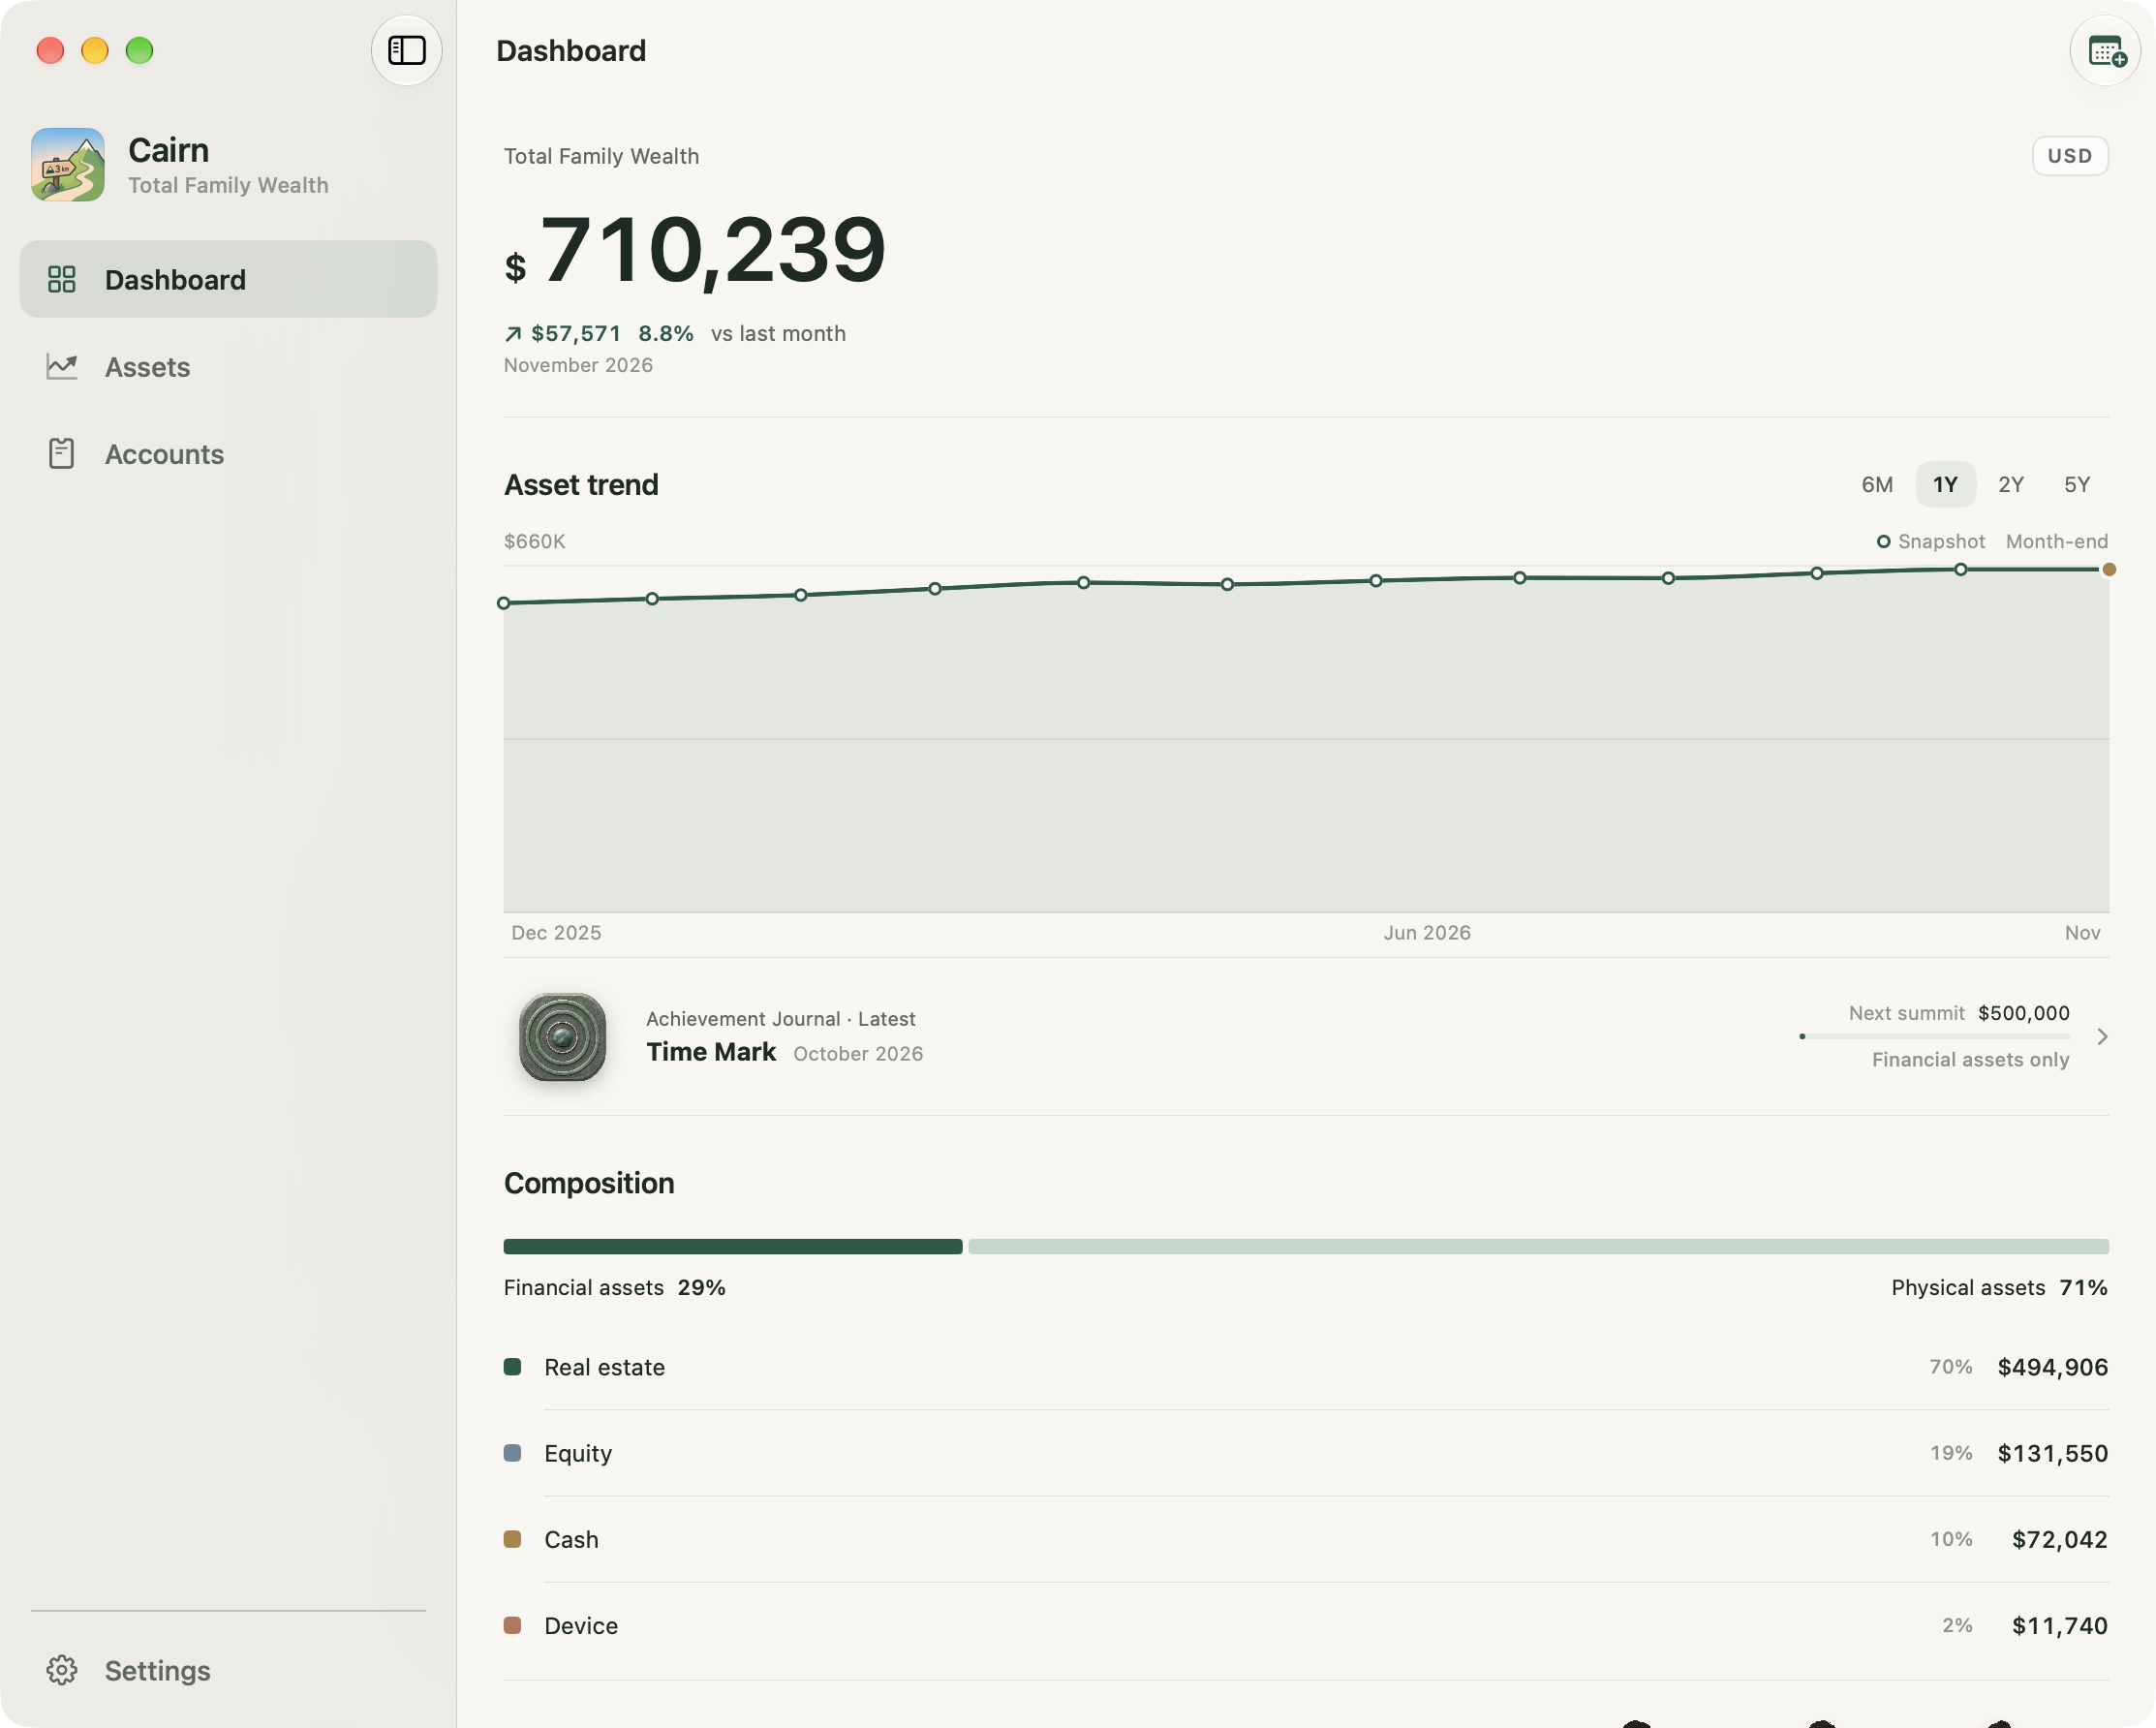 Dashboard
Cairn
Total Family Wealth
Dashboard
Assets
Accounts
Settings
Total Family Wealth
USD
$ 710,239
$57,571 8.8% vs last month
November 2026
Asset trend
6M 1Y 2Y 5Y
$660K
Snapshot Month-end
Dec 2025 Jun 2026 Nov
3 km
Achievement Journal · Latest
Time Mark October 2026
Next summit $500,000
Financial assets only
Composition
Financial assets 29%
Physical assets 71%
Real estate 70% $494,906
Equity 19% $131,550
Cash 10% $72,042
Device 2% $11,740